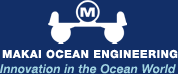 M
MAKAI OCEAN ENGINEERING
Innovation in the Ocean World